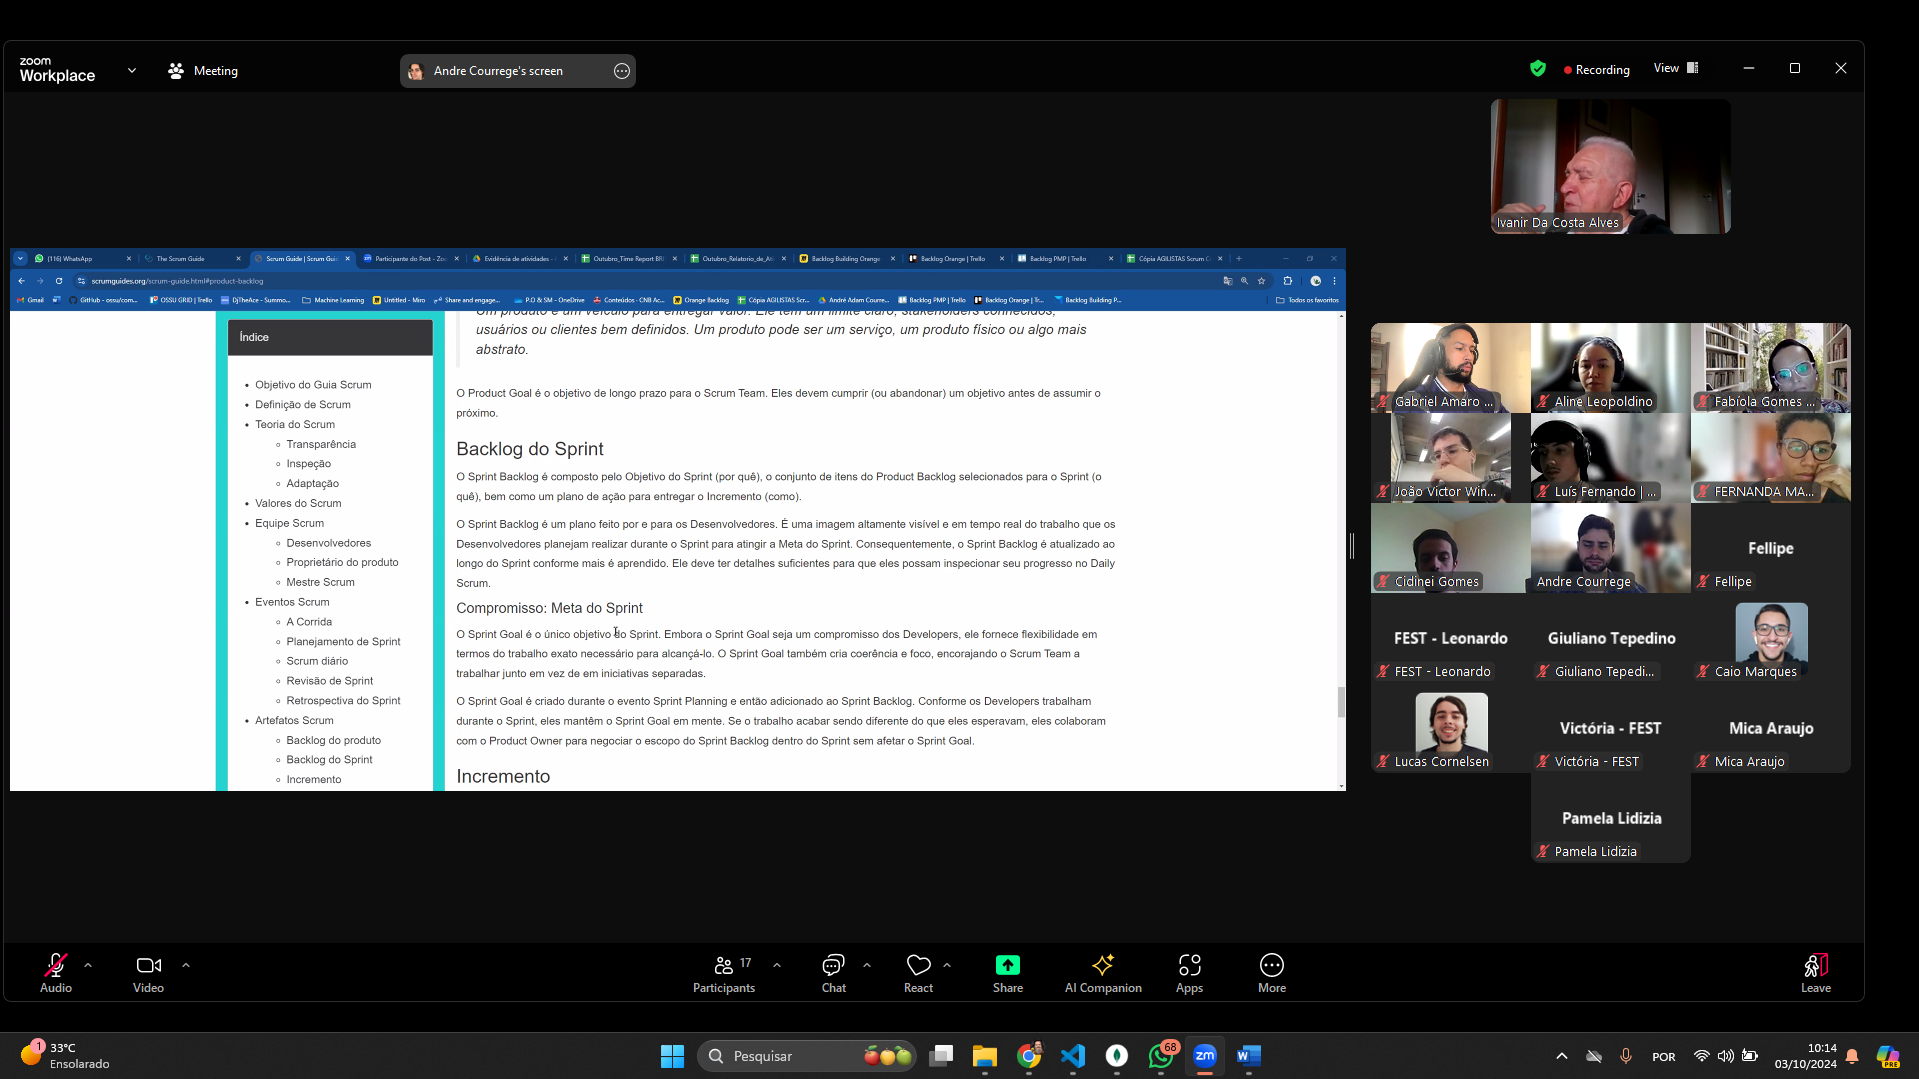 zoom
Workplace
Meeting
Andre Courrege's screen
Recording
View
Ivanir Da Costa Alves
(116) WhatsApp
The Scrum Guide
Scrum Guide | Scrum Gui
Participante do Post - Zoo
Evidência de atividades -
Outubro_Time Report BRI
Outubro_Relatorio_de_At
Backlog Building Orange
Backlog Orange | Trello
Backlog PMP | Trello
Cópia AGILISTAS Scrum C
scrumguides.org/scrum-guide.html#product-backlog
Gmail
GitHub - ossu/com...
OSSU GRID | Trello
DjTheAce - Summo...
Machine Learning
Untitled - Miro
Share and engage...
P.O & SM - OneDrive
Conteúdos - CNB Ac...
Orange Backlog
Cópia AGILISTAS Scr...
André Adam Courre...
Backlog PMP | Trello
Backlog Orange | Tr...
Backlog Building P...
Todos os favoritos
Índice
Objetivo do Guia Scrum
Definição de Scrum
Teoria do Scrum
Transparência
Inspeção
Adaptação
Valores do Scrum
Equipe Scrum
Desenvolvedores
Proprietário do produto
Mestre Scrum
Eventos Scrum
A Corrida
Planejamento de Sprint
Scrum diário
Revisão de Sprint
Retrospectiva do Sprint
Artefatos Scrum
Backlog do produto
Backlog do Sprint
Incremento
Um produto é um veículo para entregar valor. Ele tem um limite claro, stakeholders conhecidos,
usuários ou clientes bem definidos. Um produto pode ser um serviço, um produto físico ou algo mais
abstrato.
O Product Goal é o objetivo de longo prazo para o Scrum Team. Eles devem cumprir (ou abandonar) um objetivo antes de assumir o
próximo.
Backlog do Sprint
O Sprint Backlog é composto pelo Objetivo do Sprint (por quê), o conjunto de itens do Product Backlog selecionados para o Sprint (o
quê), bem como um plano de ação para entregar o Incremento (como).
O Sprint Backlog é um plano feito por e para os Desenvolvedores. É uma imagem altamente visível e em tempo real do trabalho que os
Desenvolvedores planejam realizar durante o Sprint para atingir a Meta do Sprint. Consequentemente, o Sprint Backlog é atualizado ao
longo do Sprint conforme mais é aprendido. Ele deve ter detalhes suficientes para que eles possam inspecionar seu progresso no Daily
Scrum.
Compromisso: Meta do Sprint
O Sprint Goal é o único objetivo do Sprint. Embora o Sprint Goal seja um compromisso dos Developers, ele fornece flexibilidade em
termos do trabalho exato necessário para alcançá-lo. O Sprint Goal também cria coerência e foco, encorajando o Scrum Team a
trabalhar junto em vez de em iniciativas separadas.
O Sprint Goal é criado durante o evento Sprint Planning e então adicionado ao Sprint Backlog. Conforme os Developers trabalham
durante o Sprint, eles mantêm o Sprint Goal em mente. Se o trabalho acabar sendo diferente do que eles esperavam, eles colaboram
com o Product Owner para negociar o escopo do Sprint Backlog dentro do Sprint sem afetar o Sprint Goal.
Incremento
Gabriel Amaro ...
Aline Leopoldino
Fabíola Gomes ...
João Victor Win...
Luís Fernando | ...
FERNANDA MA...
Cidinei Gomes
Andre Courrege
Fellipe
Fellipe
FEST - Leonardo
FEST - Leonardo
Giuliano Tepedino
Giuliano Tepedi...
Caio Marques
Lucas Cornelsen
Victória - FEST
Victória - FEST
Mica Araujo
Mica Araujo
Pamela Lidizia
Pamela Lidizia
Audio
Video
Participants
17
Chat
React
Share
AI Companion
Apps
More
Leave
1
33°C
Ensolarado
Pesquisar
68
zm
POR
10:14
03/10/2024
PRE